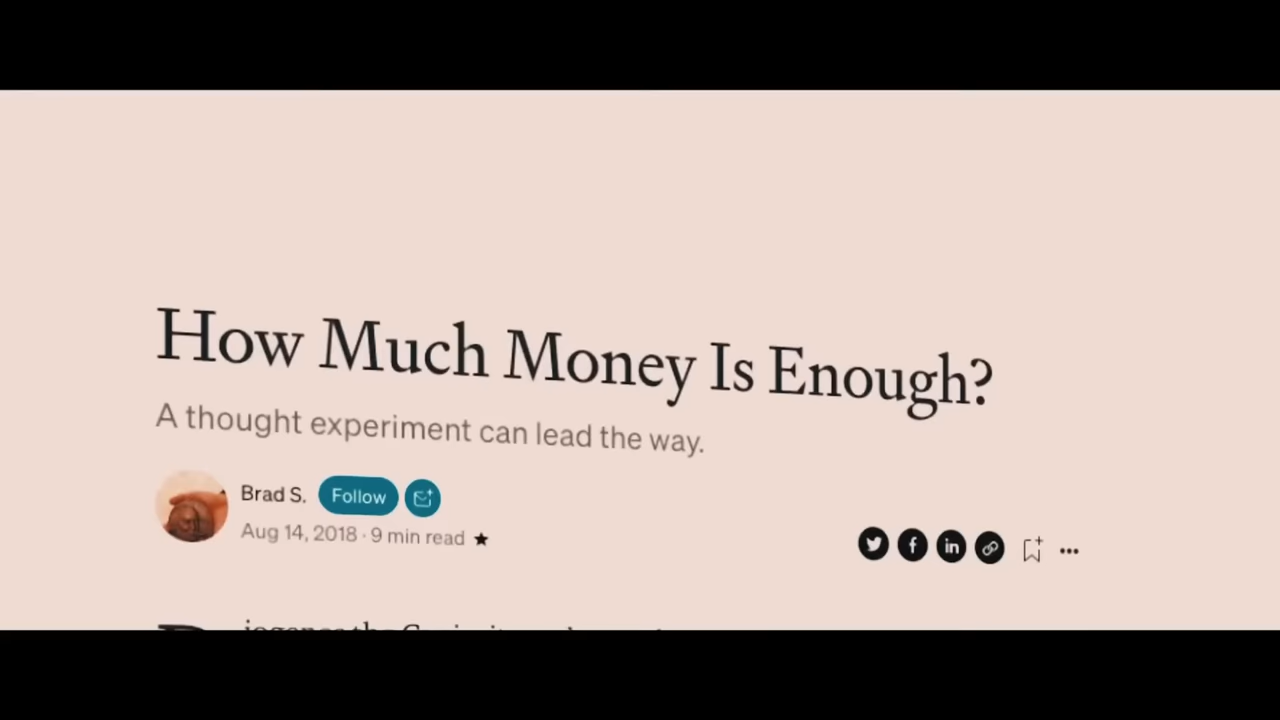 How Much Money Is Enough?
A thought experiment can lead the way.
Brad S. Follow
Aug 14, 2018 · 9 min read